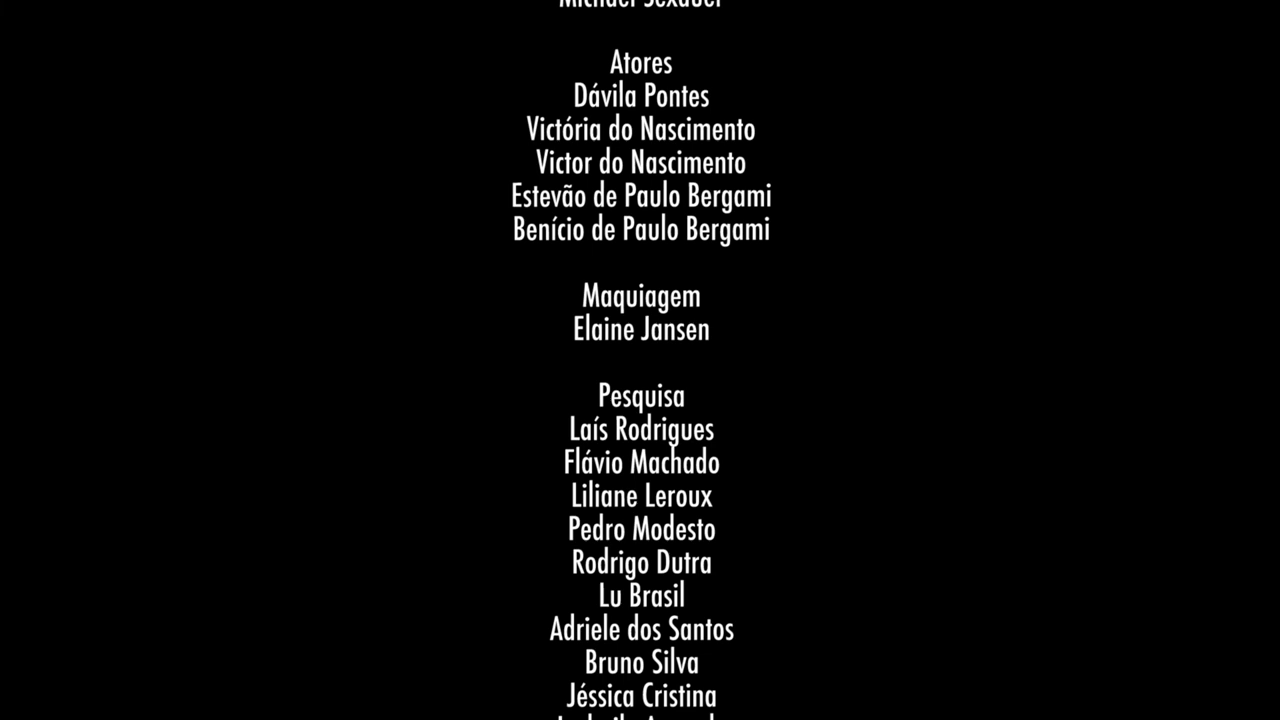 Atores
Dávila Pontes
Victória do Nascimento
Victor do Nascimento
Estevão de Paulo Bergami
Benício de Paulo Bergami
Maquiagem
Elaine Jansen
Pesquisa
Laís Rodrigues
Flávio Machado
Liliane Leroux
Pedro Modesto
Rodrigo Dutra
Lu Brasil
Adriele dos Santos
Bruno Silva
Jéssica Cristina